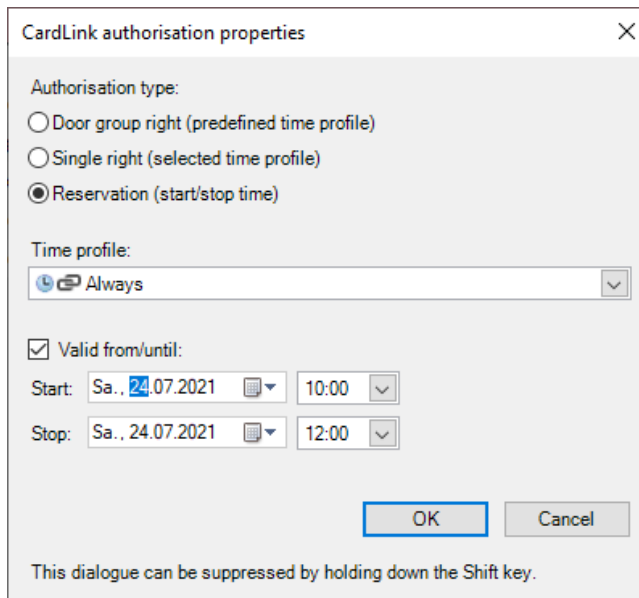 CardLink authorisation properties
Authorisation type:
Door group right (predefined time profile)
Single right (selected time profile)
Reservation (start/stop time)
Time profile:
Always
Valid from/until:
Start: Sa., 24.07.2021 10:00
Stop: Sa., 24.07.2021 12:00
OK Cancel
This dialogue can be suppressed by holding down the Shift key.